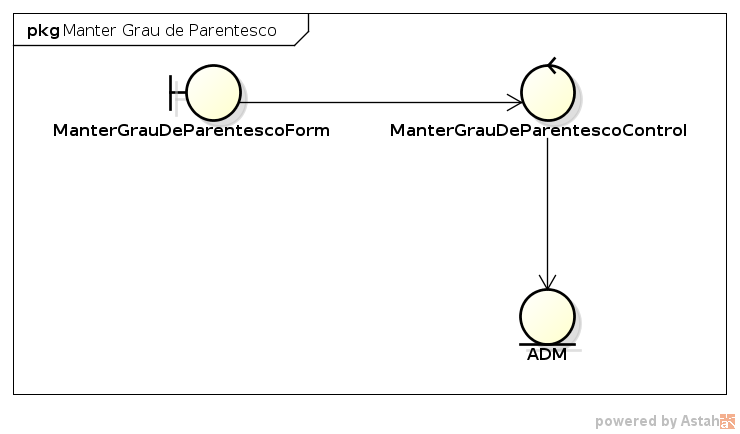 pkg Manter Grau de Parentesco
ManterGrauDeParentescoForm
ManterGrauDeParentescoControl
ADM
powered by Astah